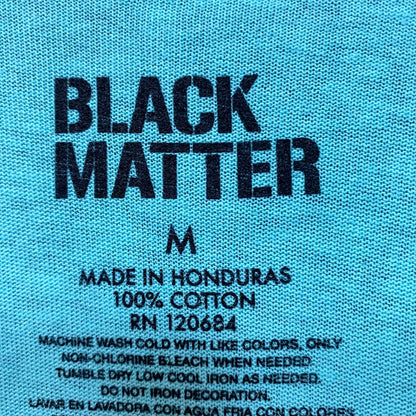 BLACK
MATTER
M
MADE IN HONDURAS
100% COTTON
RN 120684
MACHINE WASH COLD WITH LIKE COLORS, ONLY
NON-CHLORINE BLEACH WHEN NEEDED.
TUMBLE DRY LOW COOL IRON AS NEEDED.
DO NOT IRON DECORATION.
LAVAR EN LAVADORA CON AGUA FRIA CON COLORES